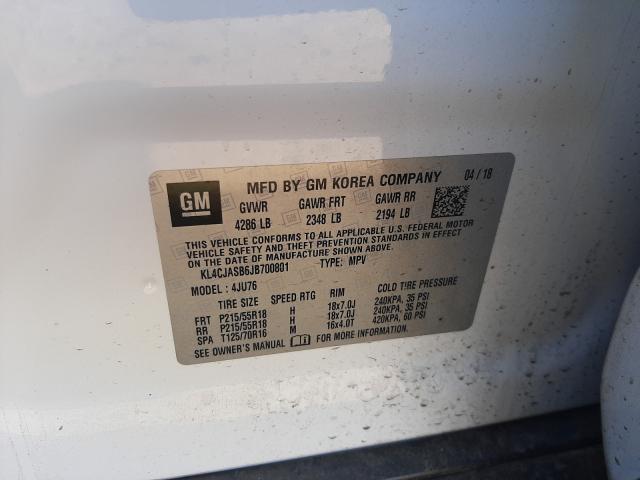 GM
MFD BY GM KOREA COMPANY 04 / 18
GVWR GAWR FRT GAWR RR
4286 LB 2348 LB 2194 LB
THIS VEHICLE CONFORMS TO ALL APPLICABLE U.S. FEDERAL MOTOR
VEHICLE SAFETY AND THEFT PREVENTION STANDARDS IN EFFECT
ON THE DATE OF MANUFACTURE SHOWN ABOVE.
KL4CJASB6JB700801 TYPE: MPV
MODEL: 4JU76
TIRE SIZE SPEED RTG RIM COLD TIRE PRESSURE
FRT P215/55R18 H 18x7.0J 240KPA, 35 PSI
RR P215/55R18 H 18x7.0J 240KPA, 35 PSI
SPA T125/70R16 M 16x4.0T 420KPA, 60 PSI
SEE OWNER'S MANUAL FOR MORE INFORMATION.